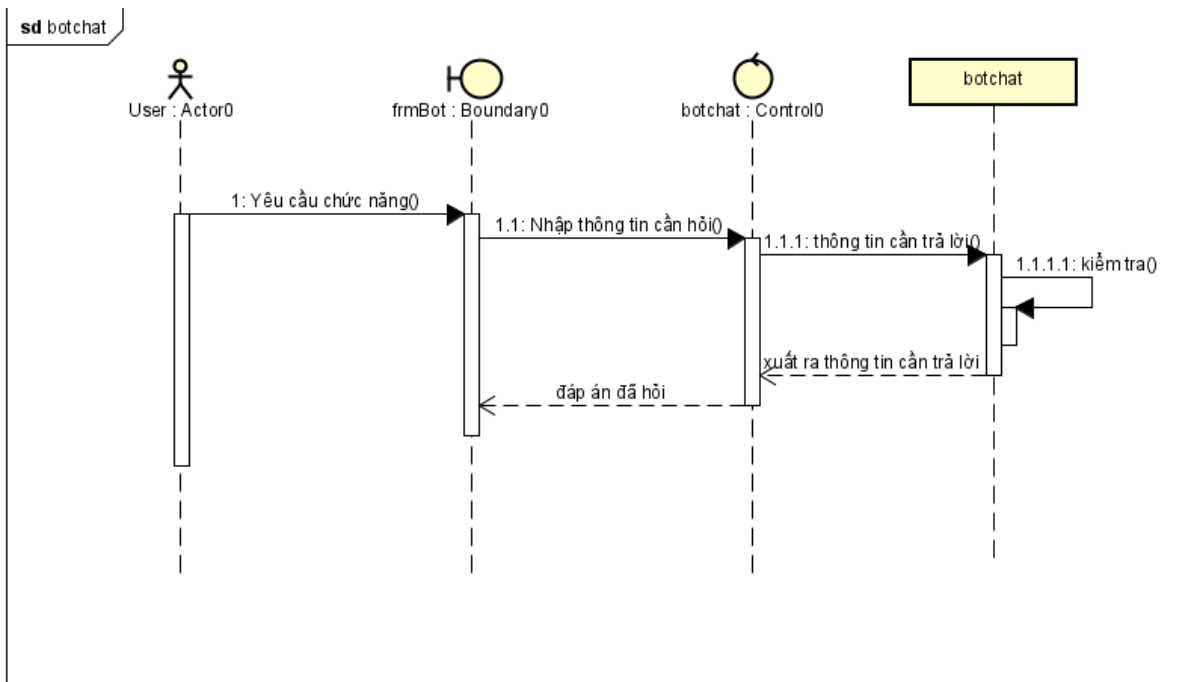 sd botchat
User : Actor0
frmBot : Boundary0
botchat : Control0
botchat
1: Yêu cầu chức năng()
1.1: Nhập thông tin cần hỏi()
1.1.1: thông tin cần trả lời()
1.1.1.1: kiểm tra()
xuất ra thông tin cần trả lời
đáp án đã hỏi